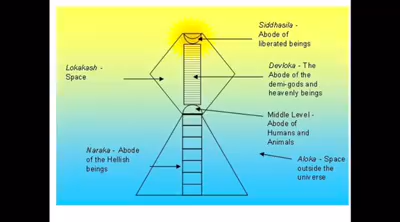 Siddhasila -
Abode of
liberated beings
Lokakash -
Space
Devloka - The
Abode of the
demi-gods and
heavenly beings
Middle Level -
Abode of
Humans and
Animals
Naraka - Abode
of the Hellish
beings
Aloka - Space
outside the
universe